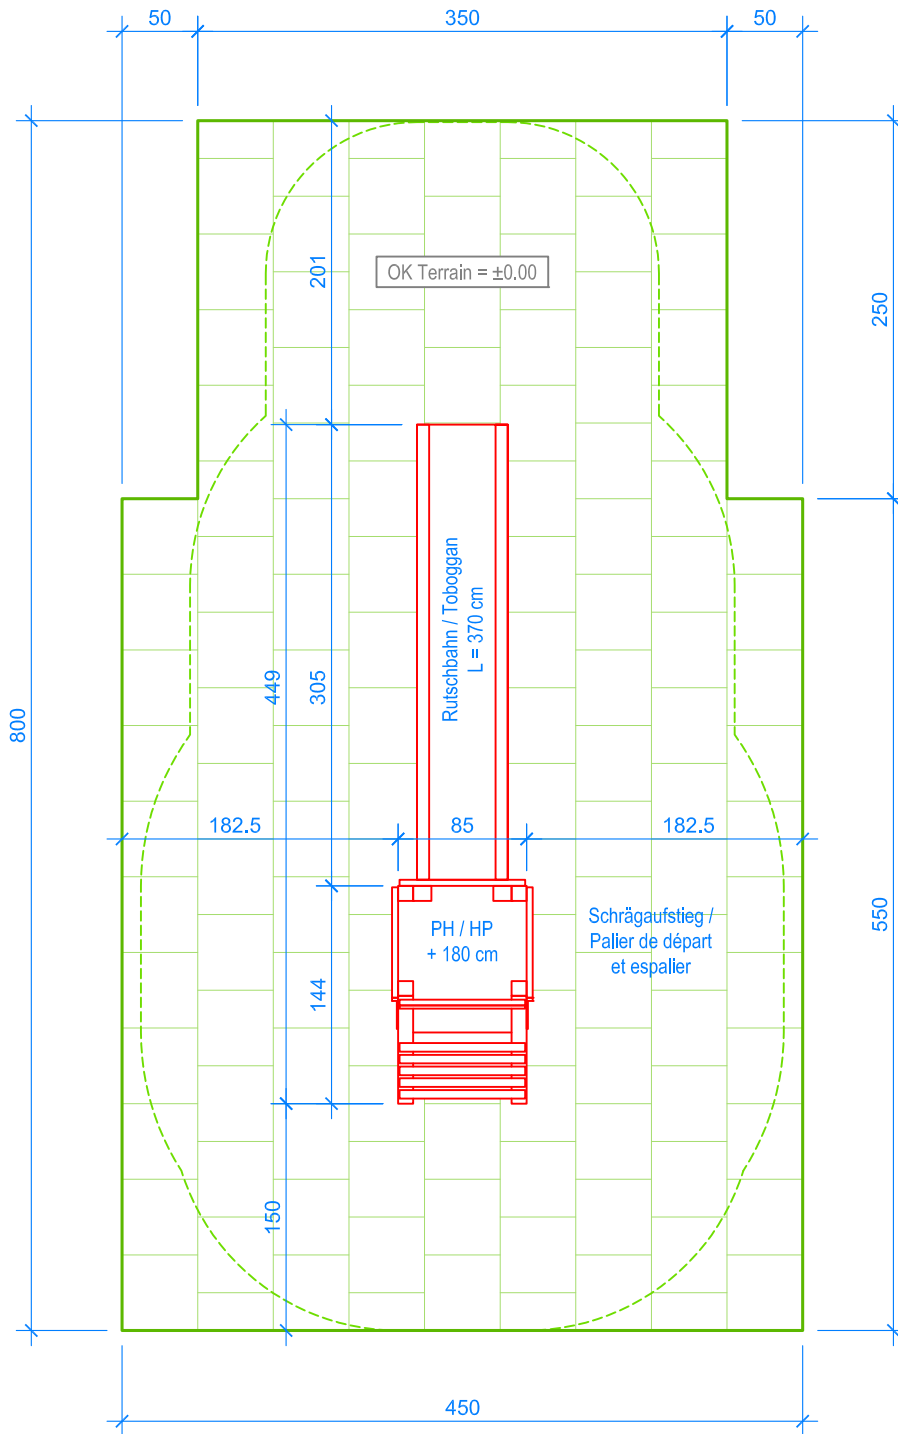 50
350
50
OK Terrain = ±0.00
201
250
Rutschbahn / Toboggan
L = 370 cm
449
305
800
182.5
85
182.5
PH / HP
+ 180 cm
Schrägaufstieg /
Palier de départ
et espalier
550
144
150
450